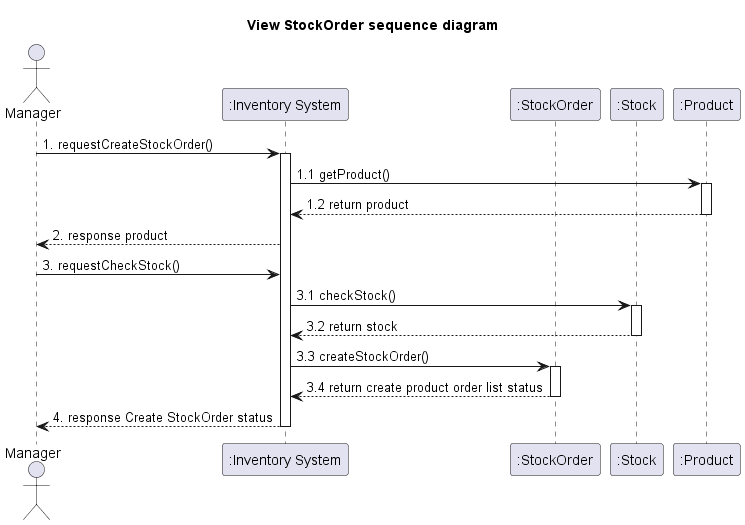 View StockOrder sequence diagram
Manager
:Inventory System
:StockOrder
:Stock
:Product
1. requestCreateStockOrder()
1.1 getProduct()
1.2 return product
2. response product
3. requestCheckStock()
3.1 checkStock()
3.2 return stock
3.3 createStockOrder()
3.4 return create product order list status
4. response Create StockOrder status
Manager
:Inventory System
:StockOrder
:Stock
:Product